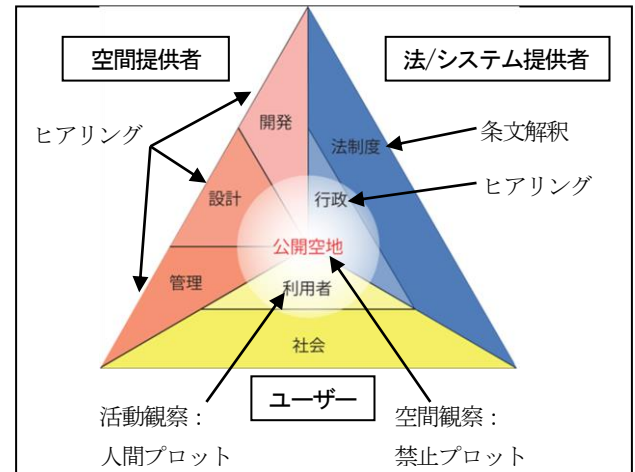 空間提供者
法/システム提供者
ヒアリング
開発
法制度
条文解釈
設計
行政
ヒアリング
公開空地
管理
利用者
社会
ユーザー
活動観察：
人間プロット
空間観察：
禁止プロット